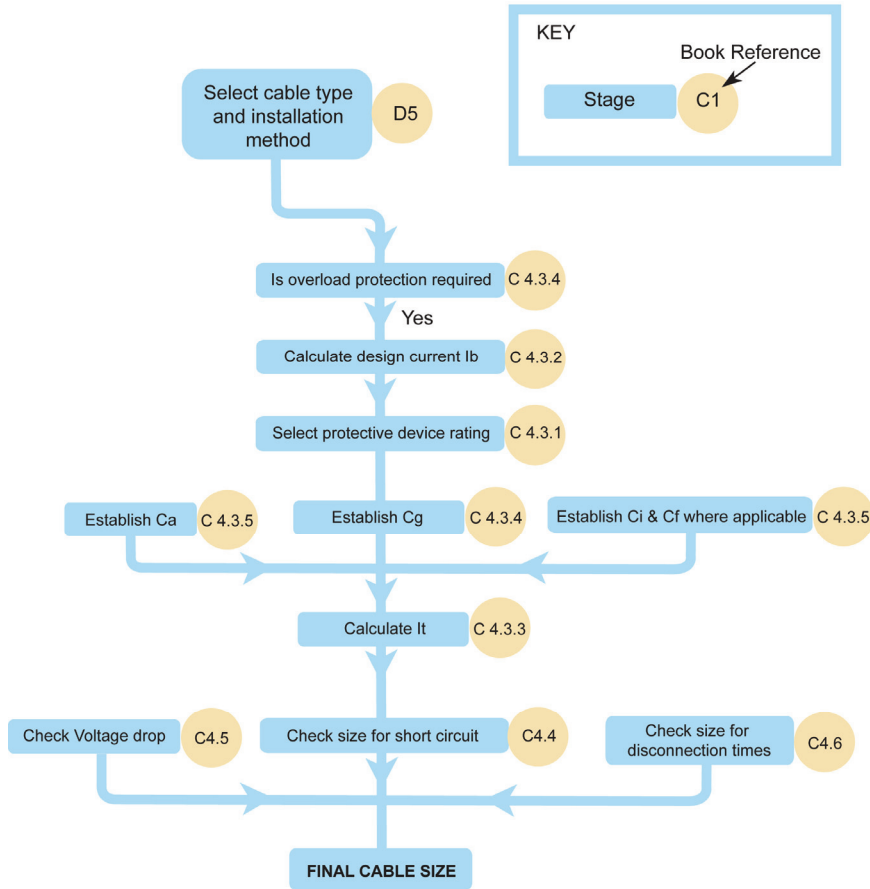 KEY
Book Reference
Stage
C1
Select cable type
and installation
method
D5
Is overload protection required
C 4.3.4
Yes
Calculate design current Ib
C 4.3.2
Select protective device rating
C 4.3.1
Establish Ca
C 4.3.5
Establish Cg
C 4.3.4
Establish Ci & Cf where applicable
C 4.3.5
Calculate It
C 4.3.3
Check Voltage drop
C4.5
Check size for short circuit
C4.4
Check size for
disconnection times
C4.6
FINAL CABLE SIZE